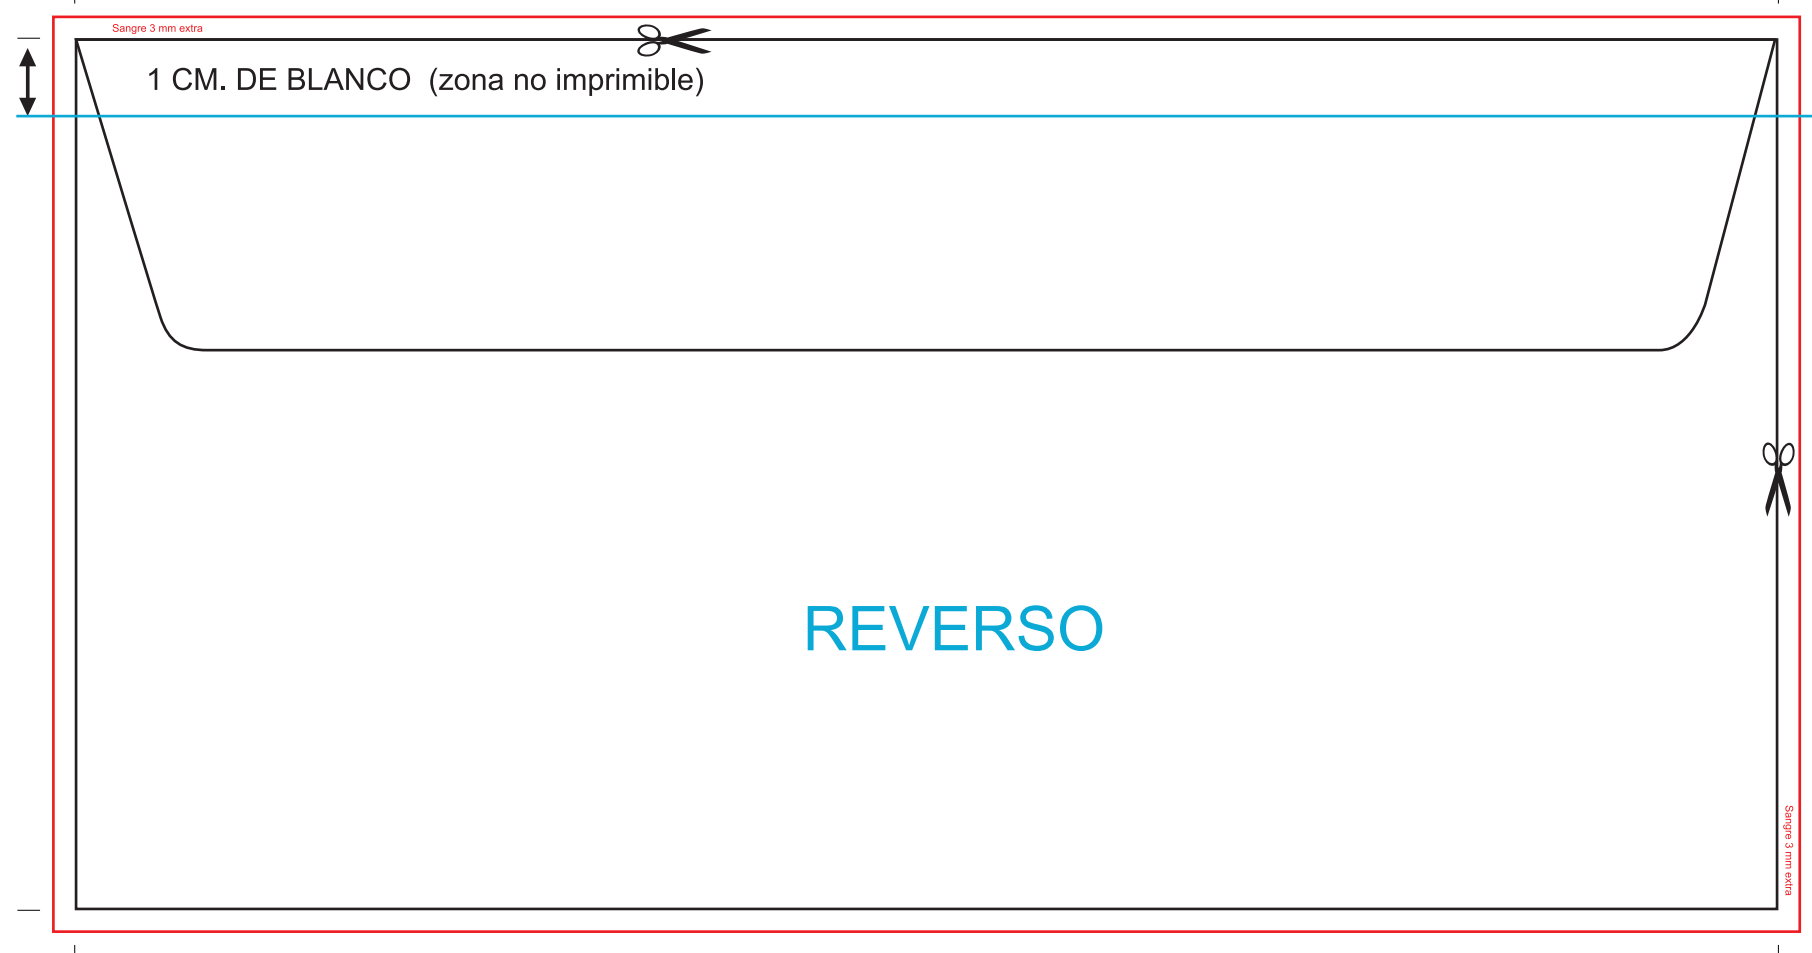 Sangre 3 mm extra
1 CM. DE BLANCO  (zona no imprimible)
REVERSO
Sangre 3 mm extra